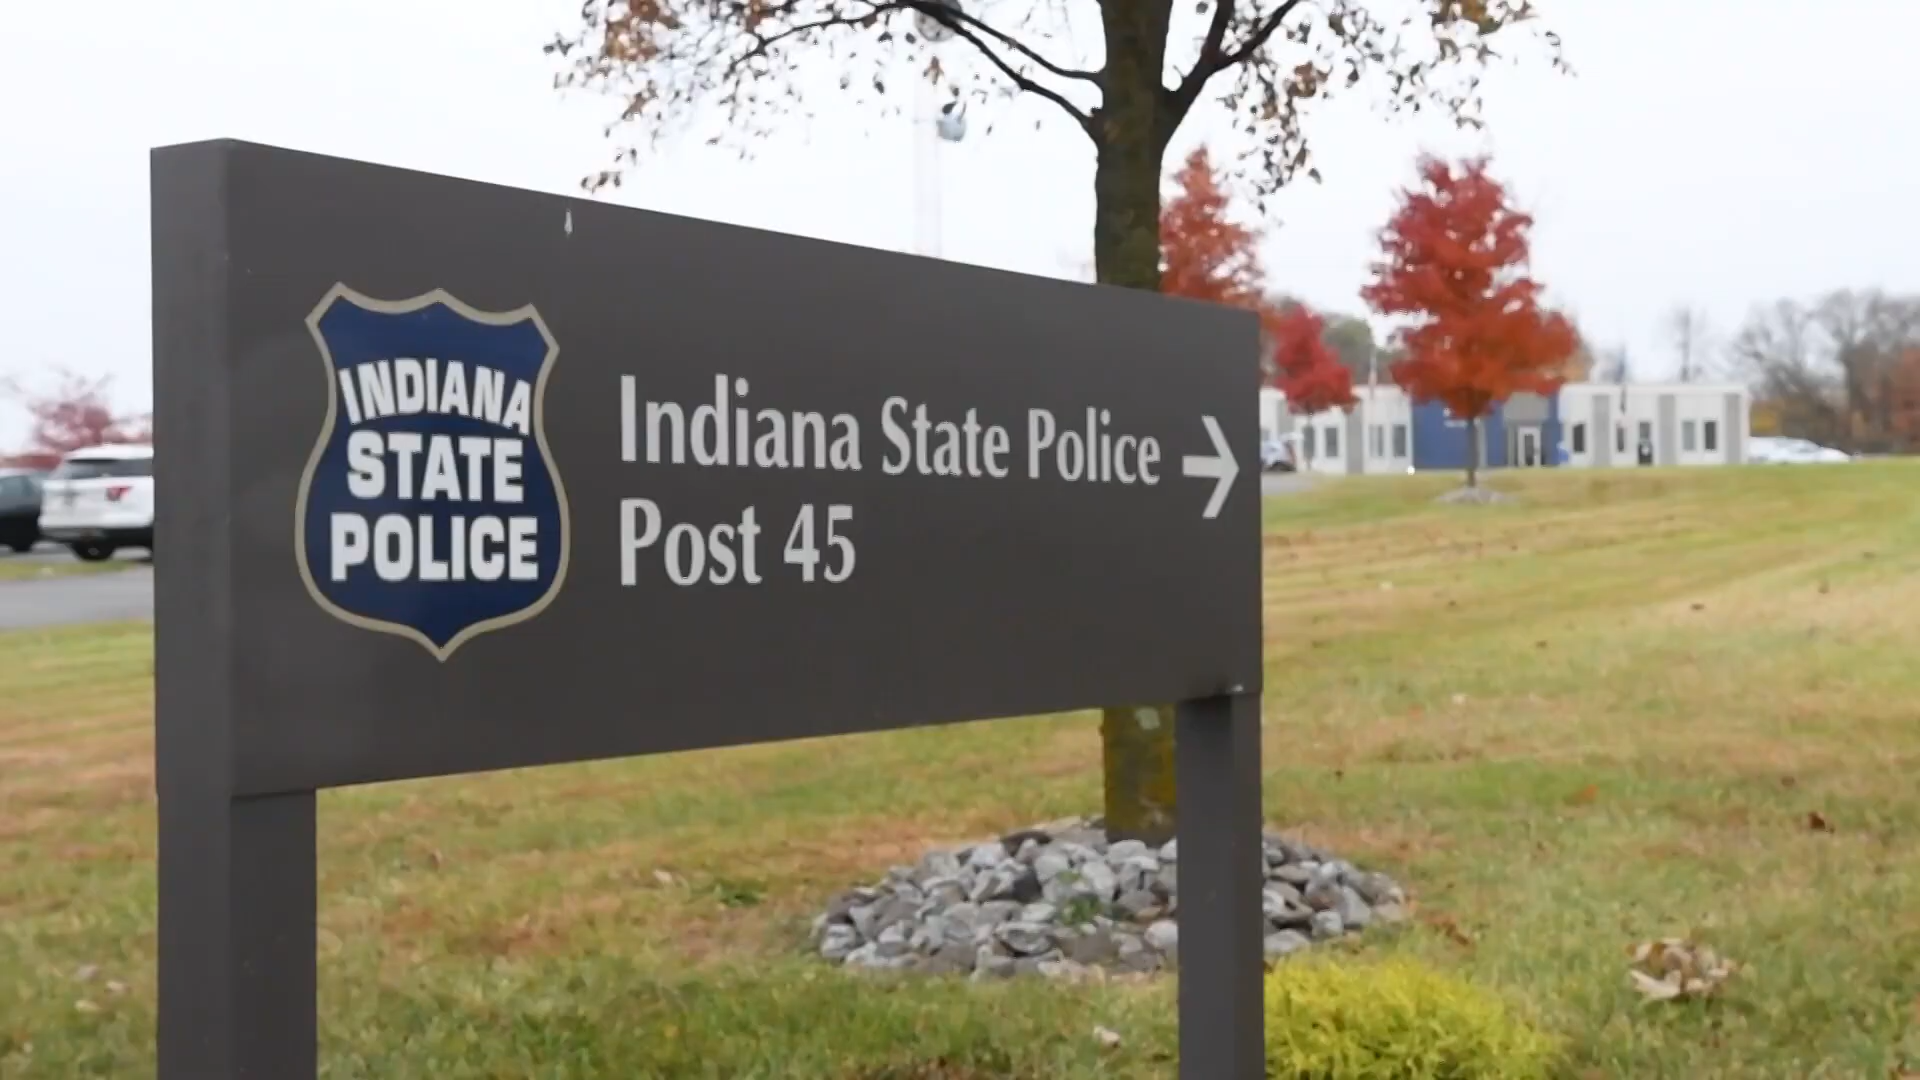 INDIANA
STATE
POLICE
Indiana State Police →
Post 45